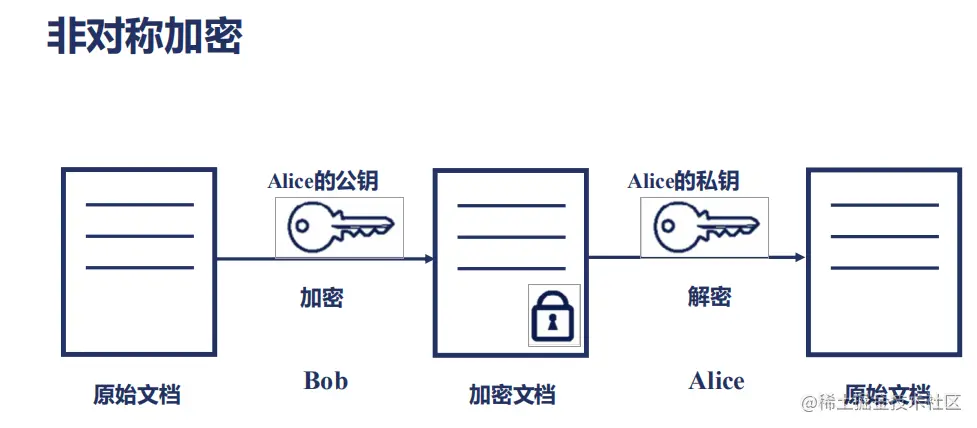 非对称加密
Alice的公钥
Alice的私钥
加密
解密
Bob
Alice
原始文档
加密文档
原始文档
@稀土掘金技术社区